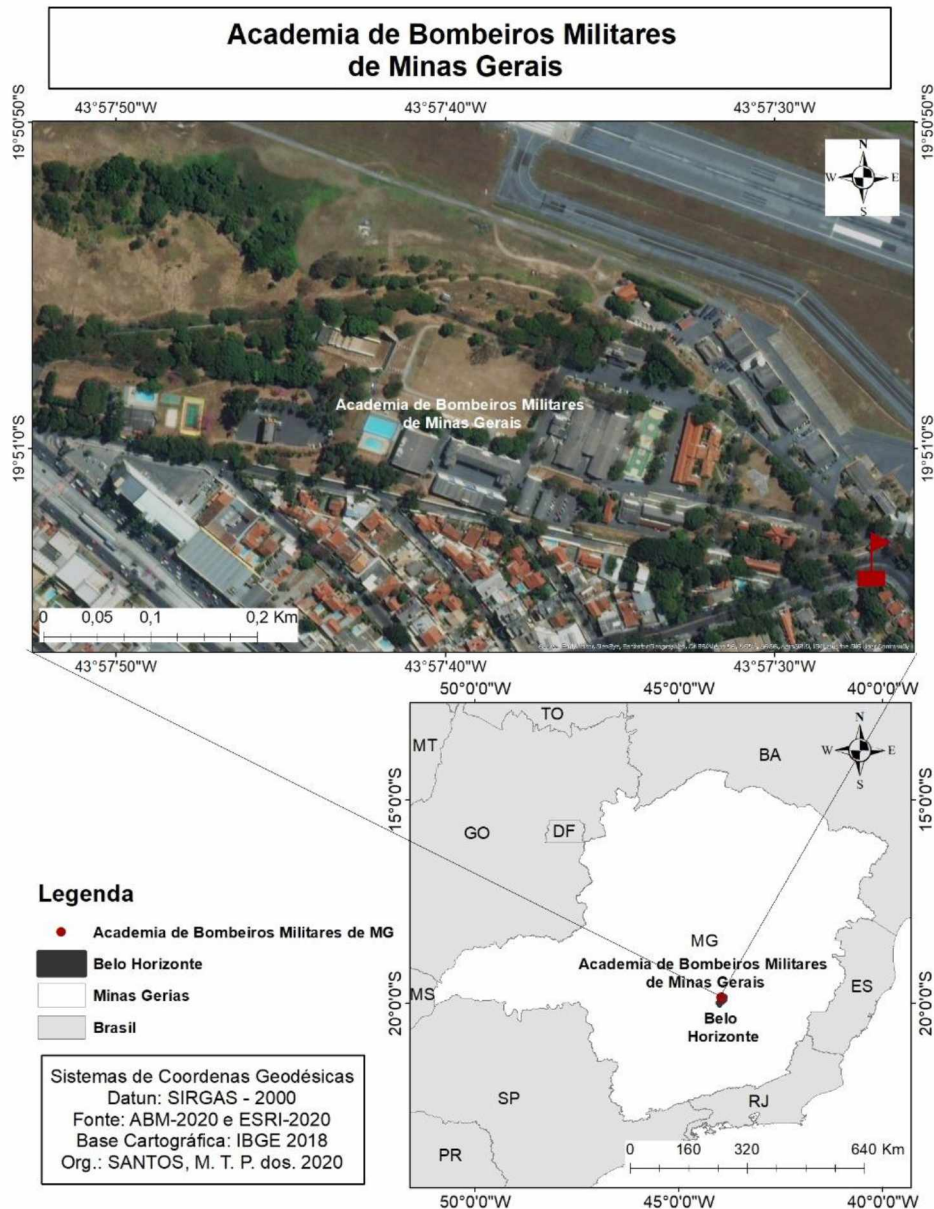 Academia de Bombeiros Militares
de Minas Gerais
43°57'50"W 43°57'40"W 43°57'30"W
19°50'50"S 19°50'50"S
N
W E
S
Academia de Bombeiros Militares
de Minas Gerais
19°51'0"S 19°51'0"S
0 0,05 0,1 0,2 Km
43°57'50"W 43°57'40"W 43°57'30"W
50°0'0"W 45°0'0"W 40°0'0"W
TO
MT
BA
N
W E
S
15°0'0"S 15°0'0"S
GO
DF
MG
Academia de Bombeiros Militares
de Minas Gerais
ES
MS
20°0'0"S 20°0'0"S
Belo
Horizonte
SP
RJ
PR
0 160 320 640 Km
50°0'0"W 45°0'0"W 40°0'0"W
Legenda
Academia de Bombeiros Militares de MG
Belo Horizonte
Minas Gerias
Brasil
Sistemas de Coordenas Geodésicas
Datun: SIRGAS - 2000
Fonte: ABM-2020 e ESRI-2020
Base Cartográfica: IBGE 2018
Org.: SANTOS, M. T. P. dos. 2020